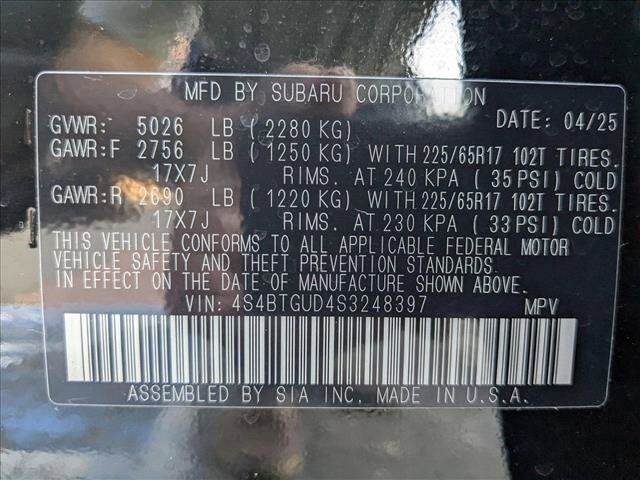 MFD BY SUBARU CORPORATION
DATE: 04/25
GVWR: 5026 LB (2280 KG)
GAWR:F 2756 LB (1250 KG) WITH 225/65R17 102T TIRES.
17X7J RIMS. AT 240 KPA (35 PSI) COLD
GAWR:R 2690 LB (1220 KG) WITH 225/65R17 102T TIRES.
17X7J RIMS. AT 230 KPA (33 PSI) COLD
THIS VEHICLE CONFORMS TO ALL APPLICABLE FEDERAL MOTOR
VEHICLE SAFETY AND THEFT PREVENTION STANDARDS
IN EFFECT ON THE DATE OF MANUFACTURE SHOWN ABOVE.
VIN: 4S4BTGUD4S3248397 MPV
ASSEMBLED BY SIA INC. MADE IN U.S.A.